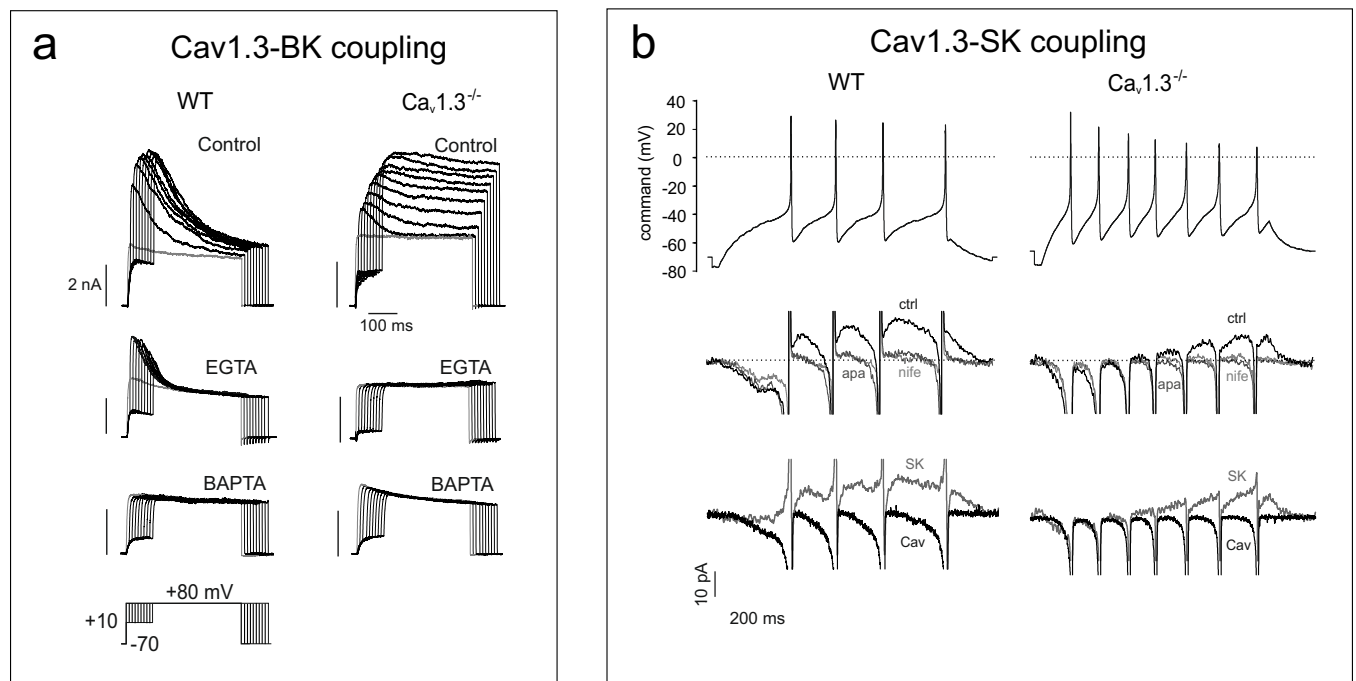 a
Cav1.3-BK coupling
WT
Caᵥ1.3⁻/⁻
Control
Control
2 nA
100 ms
EGTA
EGTA
BAPTA
BAPTA
+80 mV
+10
-70
b
Cav1.3-SK coupling
WT
Caᵥ1.3⁻/⁻
command (mV)
40
20
0
-20
-40
-60
-80
ctrl
apa
nife
ctrl
apa
nife
SK
Cav
SK
Cav
10 pA
200 ms